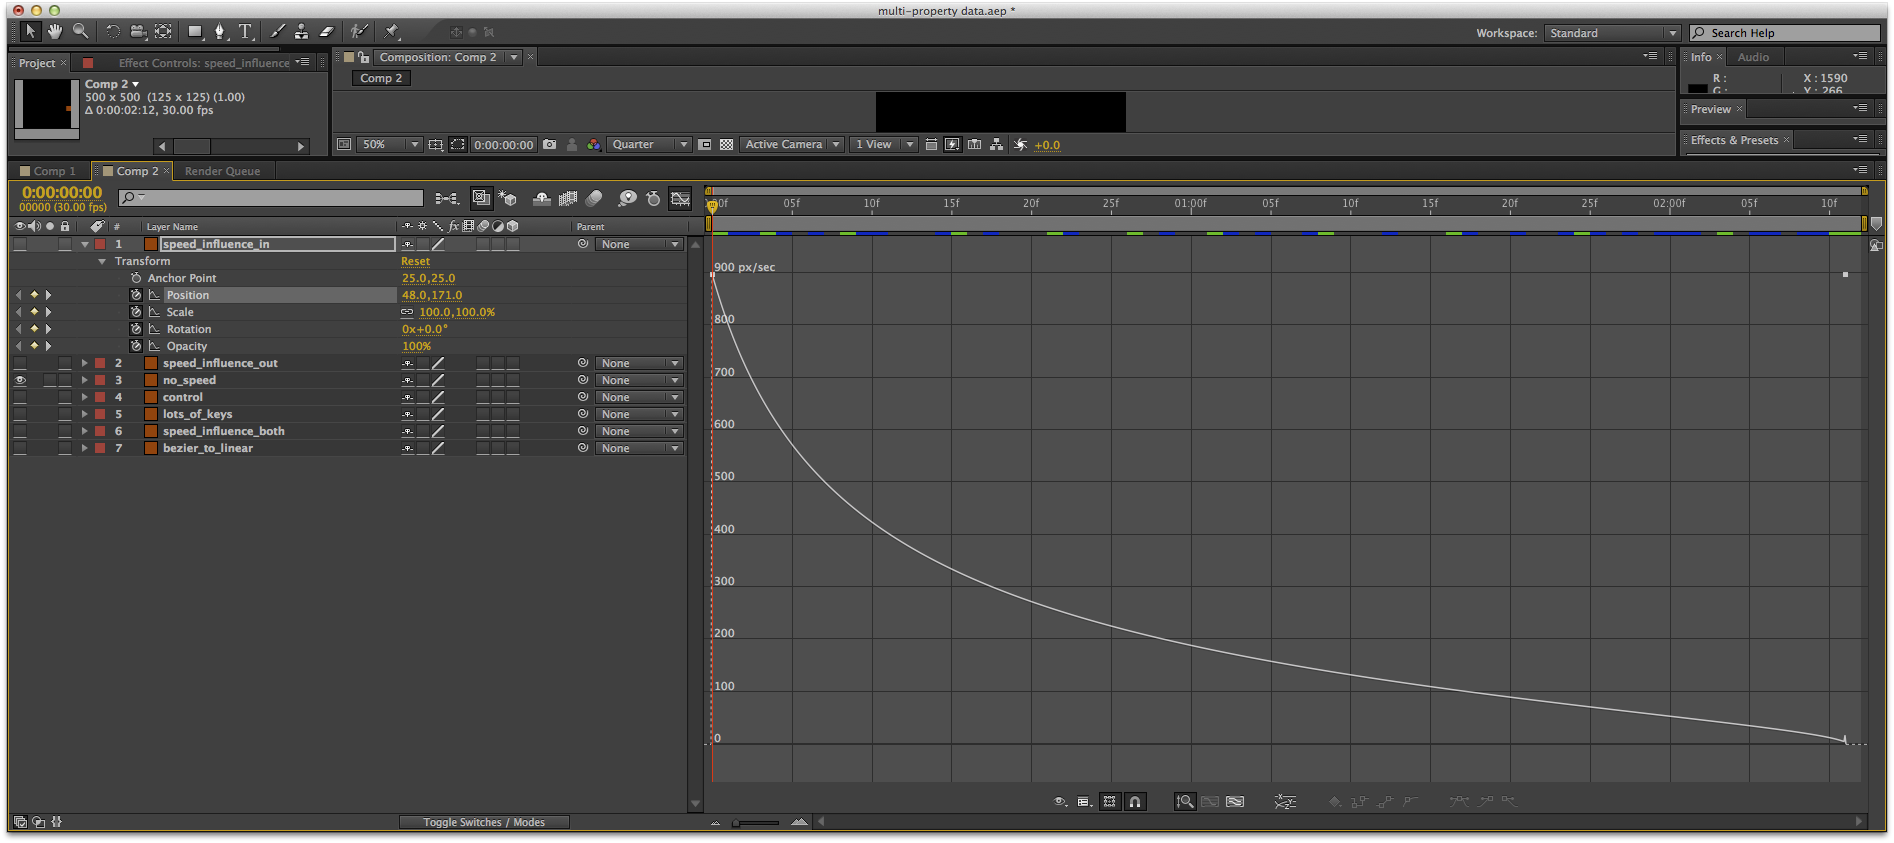 multi-property data.aep *
Workspace: Standard
Search Help
Project ×
Effect Controls: speed_influence
Composition: Comp 2
Info ×
Audio
Comp 2
Comp 2
500 x 500 (125 x 125) (1.00)
Δ 0:00:02:12, 30.00 fps
R :
X : 1590
Y : 266
Preview ×
50%
0:00:00:00
Quarter
Active Camera
1 View
+0.0
Effects & Presets ×
Comp 1
Comp 2 ×
Render Queue
0:00:00:00
00000 (30.00 fps)
05f 10f 15f 20f 25f 01:00f 05f 10f 15f 20f 25f 02:00f 05f 10f
# Layer Name
fx
Parent
1 speed_influence_in None
Transform Reset
Anchor Point 25.0,25.0
Position 48.0,171.0
Scale 100.0,100.0%
Rotation 0x+0.0°
Opacity 100%
2 speed_influence_out None
3 no_speed None
4 control None
5 lots_of_keys None
6 speed_influence_both None
7 bezier_to_linear None
900 px/sec
800
700
600
500
400
300
200
100
0
Toggle Switches / Modes